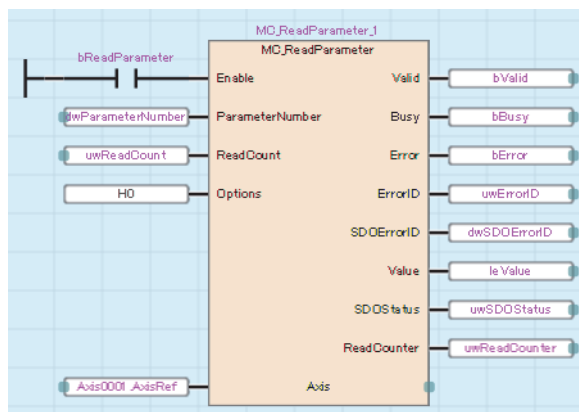 MC_ReadParameter_1
MC_ReadParameter
bReadParameter
Enable Valid bValid
dwParameterNumber ParameterNumber Busy bBusy
uwReadCount ReadCount Error bError
H0 Options ErrorID uwErrorID
SDOErrorID dwSDOErrorID
Value leValue
SDOStatus uwSDOStatus
ReadCounter uwReadCounter
Axis0001.AxisRef Axis